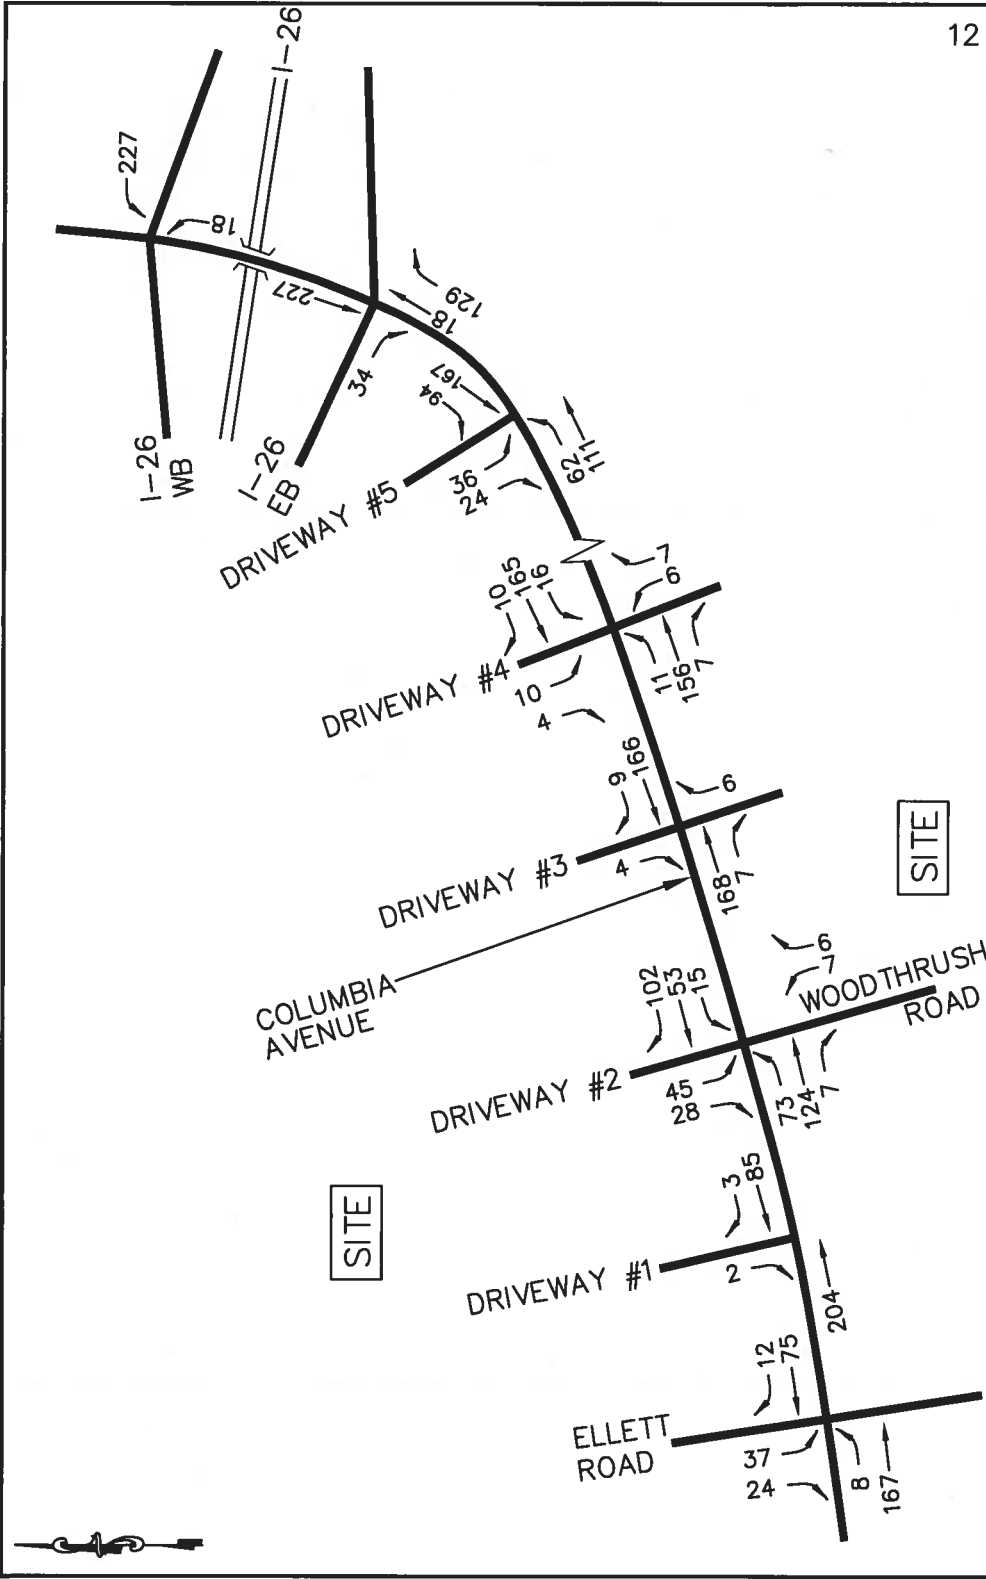 12
I-26
227
18
227
I-26
WB
I-26
EB
34
129
18
167
94
DRIVEWAY #5
36
24
62
111
7
6
10
165
16
DRIVEWAY #4
10
4
11
156
7
9
166
6
DRIVEWAY #3
4
168
7
SITE
COLUMBIA
AVENUE
6
7
WOODTHRUSH
ROAD
102
53
15
DRIVEWAY #2
45
28
73
124
7
SITE
3
85
DRIVEWAY #1
2
204
12
75
ELLETT
ROAD
37
24
8
167